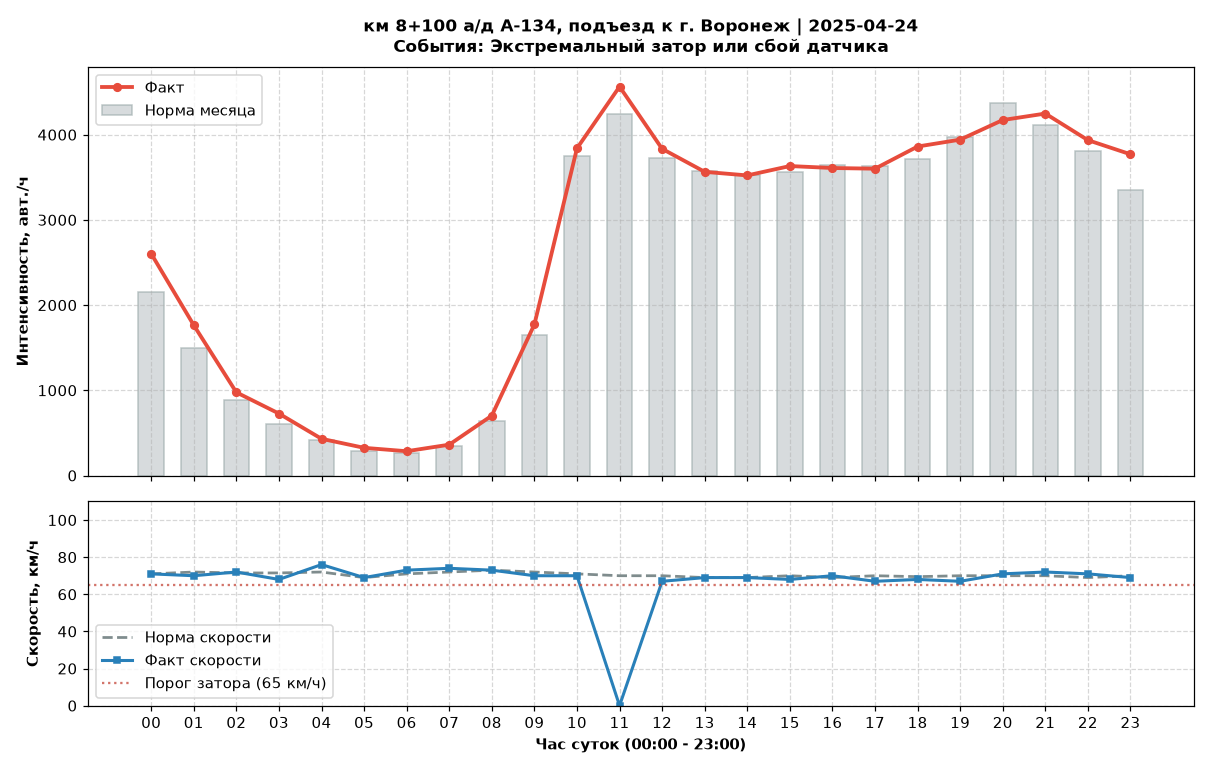 км 8+100 а/д А-134, подъезд к г. Воронеж | 2025-04-24
События: Экстремальный затор или сбой датчика
Факт
Норма месяца
Интенсивность, авт./ч
4000
3000
2000
1000
0
Скорость, км/ч
100
80
60
40
20
0
Норма скорости
Факт скорости
Порог затора (65 км/ч)
00 01 02 03 04 05 06 07 08 09 10 11 12 13 14 15 16 17 18 19 20 21 22 23
Час суток (00:00 - 23:00)